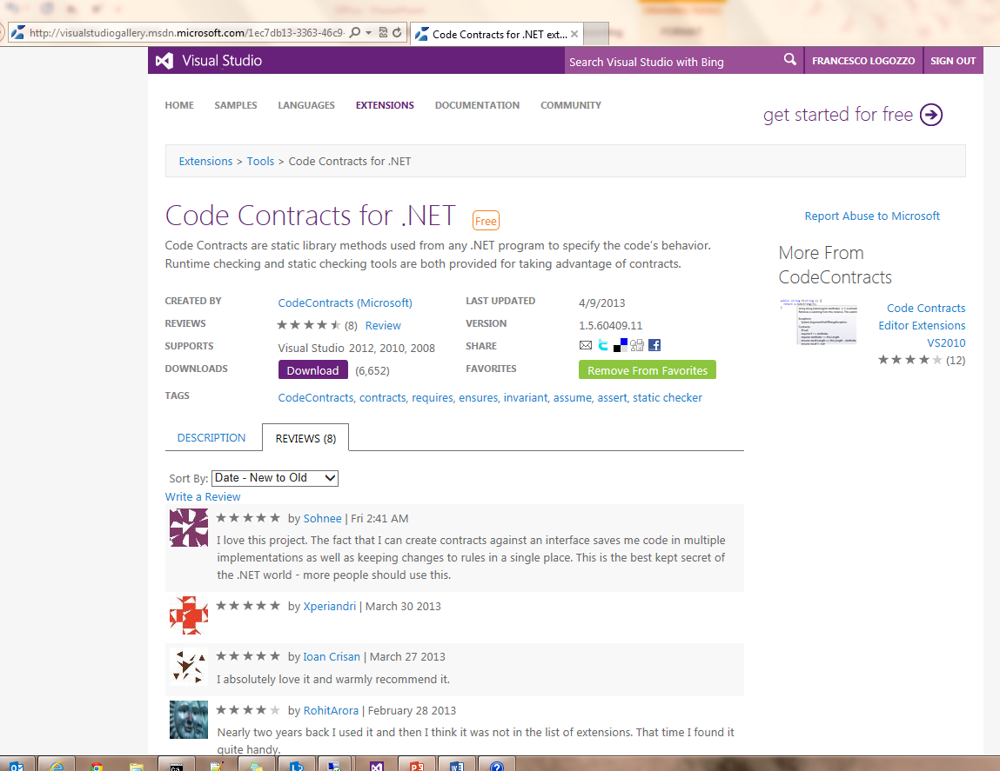 http://visualstudiogallery.msdn.microsoft.com/1ec7db13-3363-46c9-
Code Contracts for .NET ext...
Visual Studio
Search Visual Studio with Bing
FRANCESCO LOGOZZO
SIGN OUT
HOME SAMPLES LANGUAGES EXTENSIONS DOCUMENTATION COMMUNITY
get started for free
Extensions > Tools > Code Contracts for .NET
Code Contracts for .NET Free
Code Contracts are static library methods used from any .NET program to specify the code's behavior.
Runtime checking and static checking tools are both provided for taking advantage of contracts.
CREATED BY CodeContracts (Microsoft)
LAST UPDATED 4/9/2013
REVIEWS (8) Review
VERSION 1.5.60409.11
SUPPORTS Visual Studio 2012, 2010, 2008
SHARE
DOWNLOADS Download (6,652)
FAVORITES Remove From Favorites
TAGS CodeContracts, contracts, requires, ensures, invariant, assume, assert, static checker
Report Abuse to Microsoft
More From
CodeContracts
Code Contracts
Editor Extensions
VS2010
(12)
DESCRIPTION REVIEWS (8)
Sort By: Date - New to Old
Write a Review
by Sohnee | Fri 2:41 AM
I love this project. The fact that I can create contracts against an interface saves me code in multiple
implementations as well as keeping changes to rules in a single place. This is the best kept secret of
the .NET world - more people should use this.
by Xperiandri | March 30 2013
by Ioan Crisan | March 27 2013
I absolutely love it and warmly recommend it.
by RohitArora | February 28 2013
Nearly two years back I used it and then I think it was not in the list of extensions. That time I found it
quite handy.